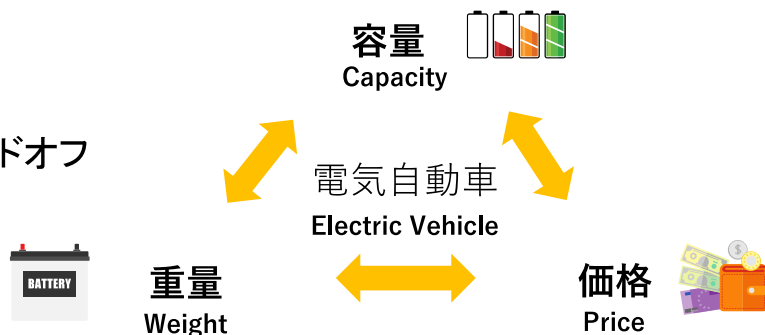 容量
Capacity
ドオフ
電気自動車
Electric Vehicle
BATTERY
重量
Weight
価格
Price